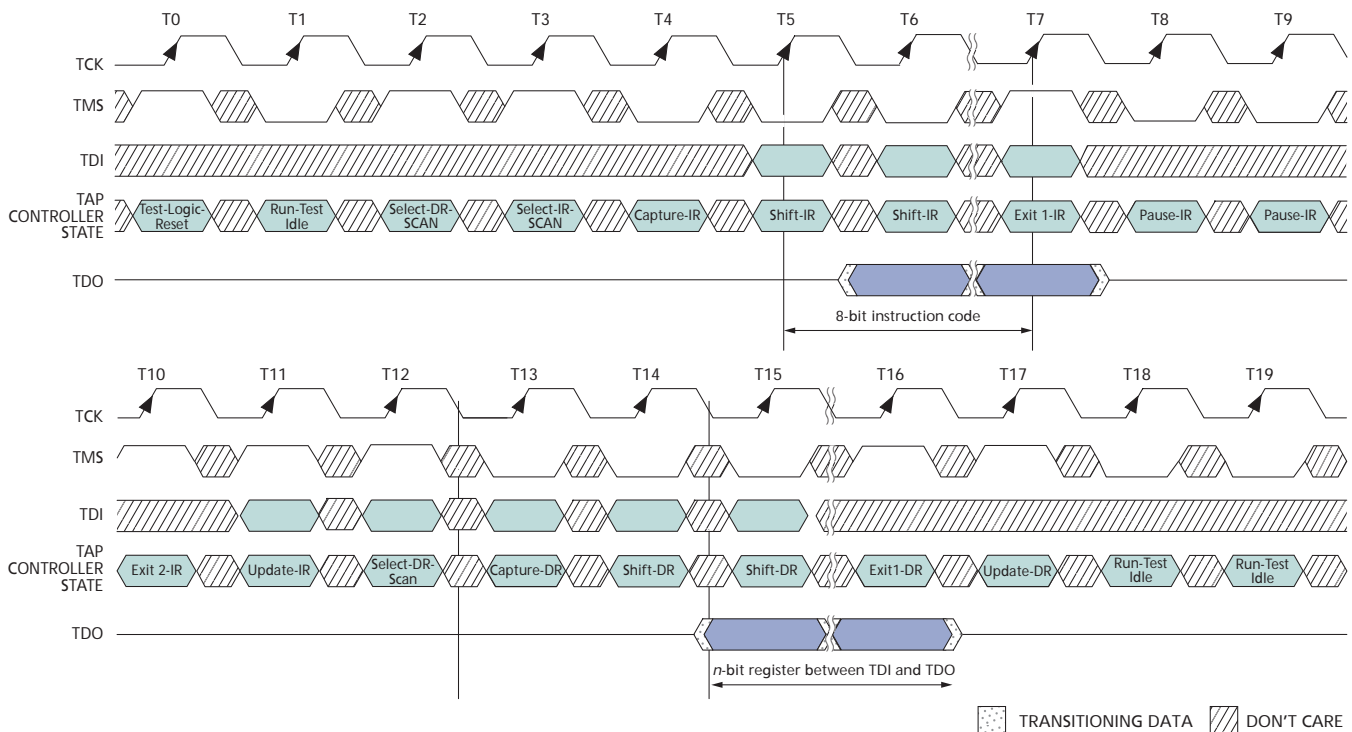 T0 T1 T2 T3 T4 T5 T6 T7 T8 T9
TCK
TMS
TDI
TAP
CONTROLLER
STATE
Test-Logic-
Reset
Run-Test
Idle
Select-DR-
SCAN
Select-IR-
SCAN
Capture-IR
Shift-IR
Shift-IR
Exit 1-IR
Pause-IR
Pause-IR
TDO
8-bit instruction code
T10 T11 T12 T13 T14 T15 T16 T17 T18 T19
TCK
TMS
TDI
TAP
CONTROLLER
STATE
Exit 2-IR
Update-IR
Select-DR-
Scan
Capture-DR
Shift-DR
Shift-DR
Exit1-DR
Update-DR
Run-Test
Idle
Run-Test
Idle
TDO
n-bit register between TDI and TDO
TRANSITIONING DATA
DON'T CARE